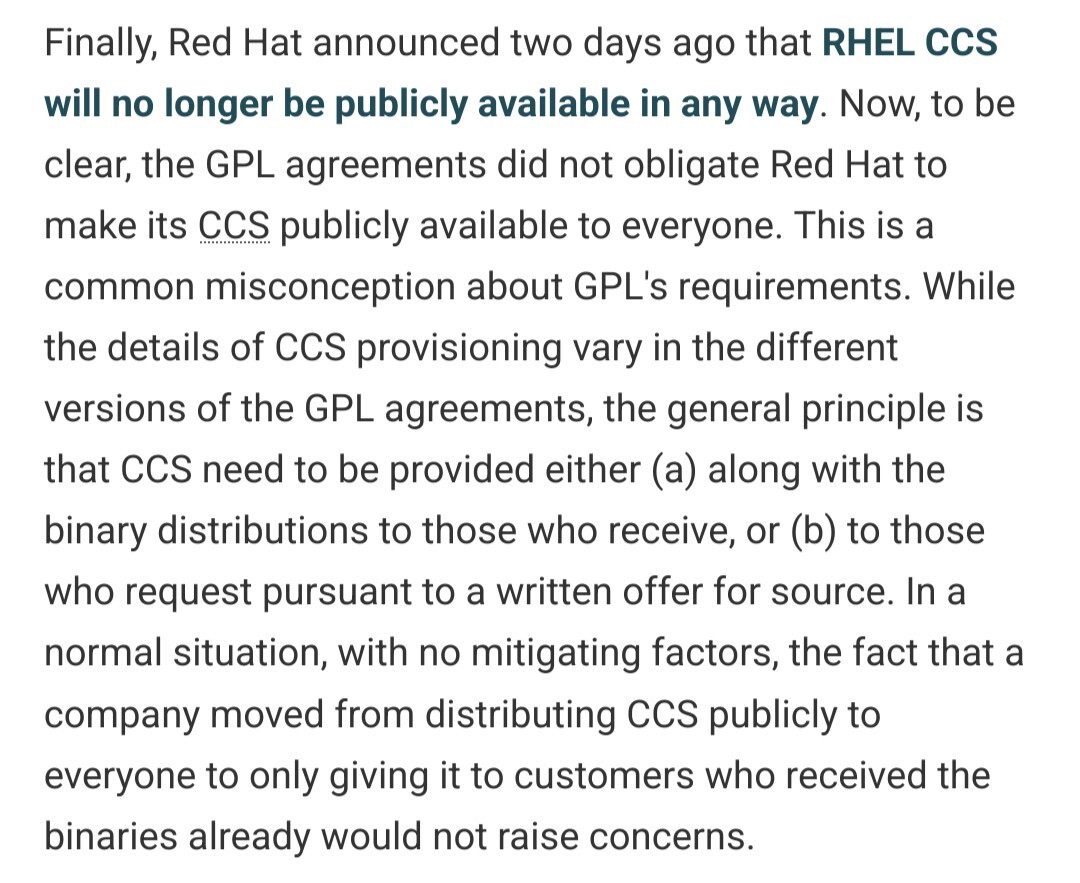 Finally, Red Hat announced two days ago that RHEL CCS
will no longer be publicly available in any way. Now, to be
clear, the GPL agreements did not obligate Red Hat to
make its CCS publicly available to everyone. This is a
common misconception about GPL's requirements. While
the details of CCS provisioning vary in the different
versions of the GPL agreements, the general principle is
that CCS need to be provided either (a) along with the
binary distributions to those who receive, or (b) to those
who request pursuant to a written offer for source. In a
normal situation, with no mitigating factors, the fact that a
company moved from distributing CCS publicly to
everyone to only giving it to customers who received the
binaries already would not raise concerns.